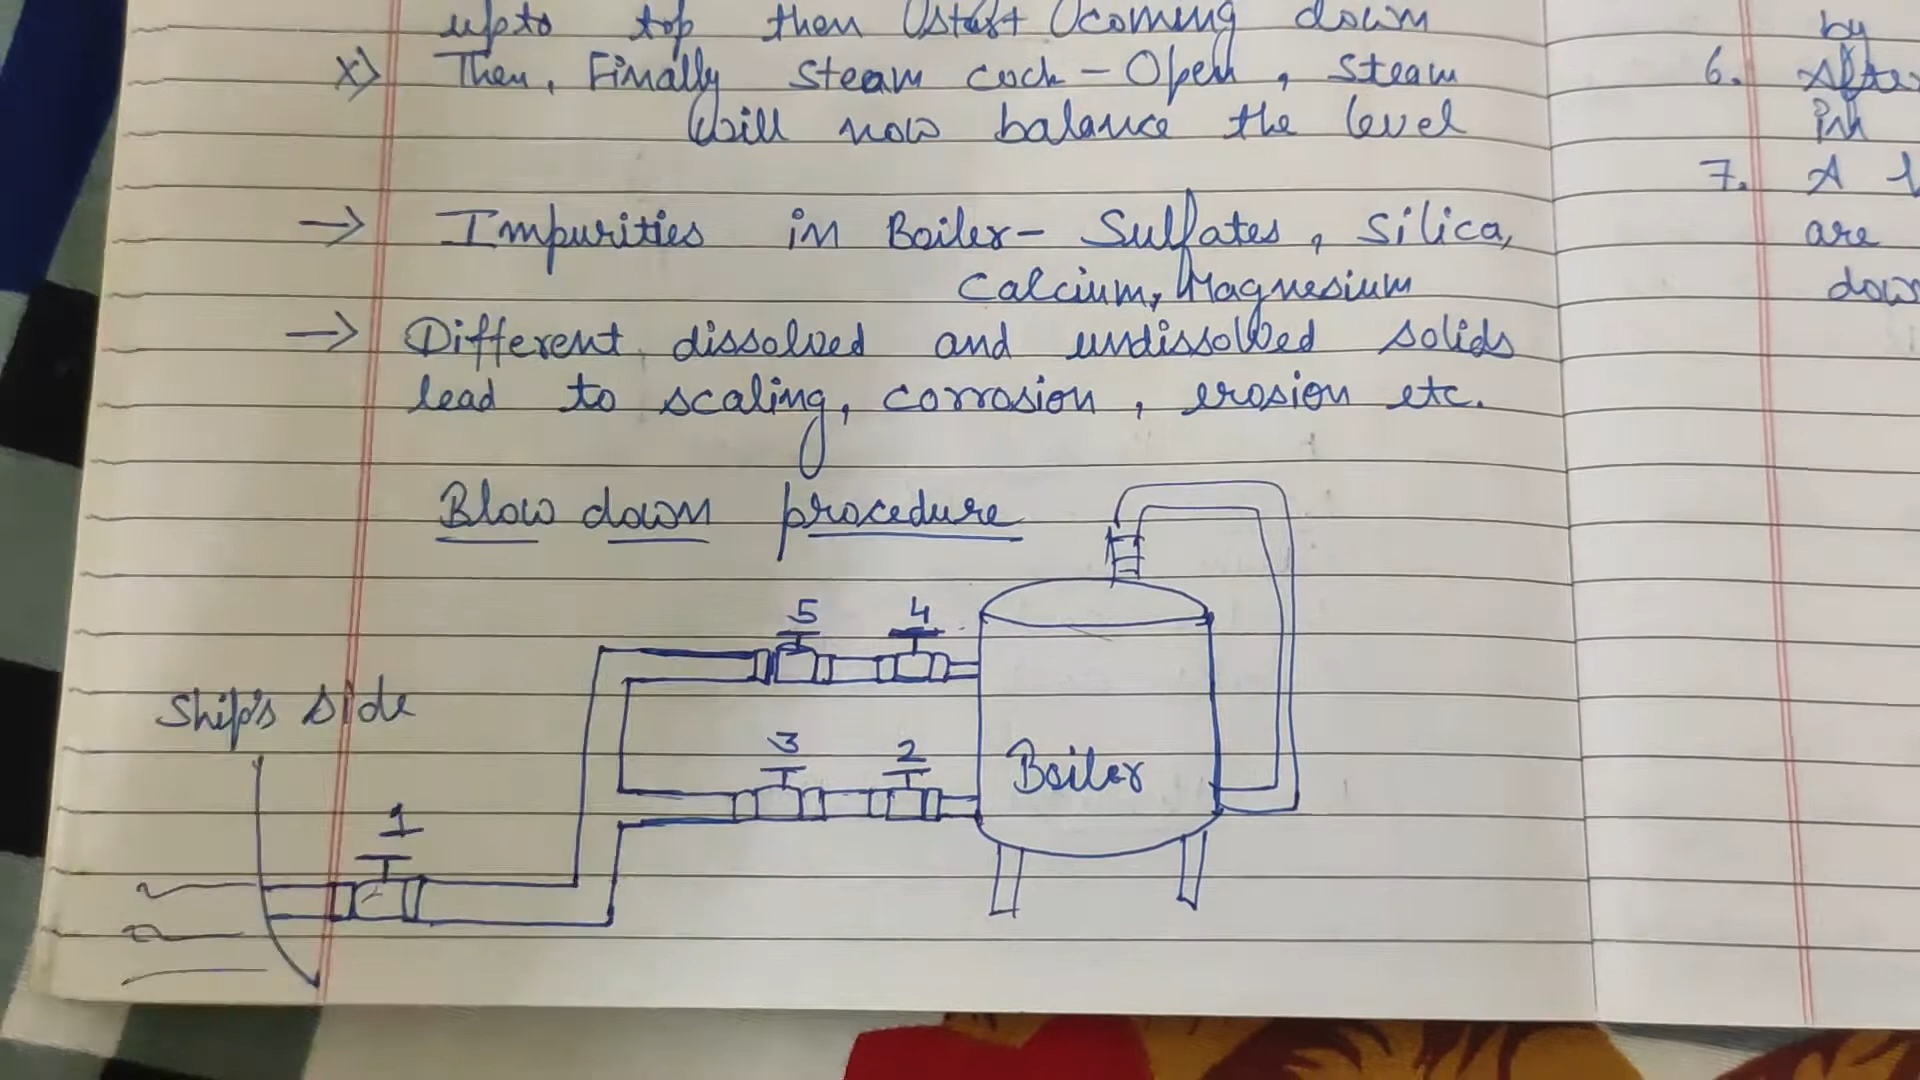 upto top then start coming down
x) Then, Finally steam cock - Open, steam
will now balance the level
→ Impurities in Boiler - Sulfates, Silica,
Calcium, Magnesium
→ Different dissolved and undissolved solids
lead to scaling, corrosion, erosion etc.
Blow down procedure
5 4
Ship's side
3 2
Boiler
1
by
6. After
7. A
are
down